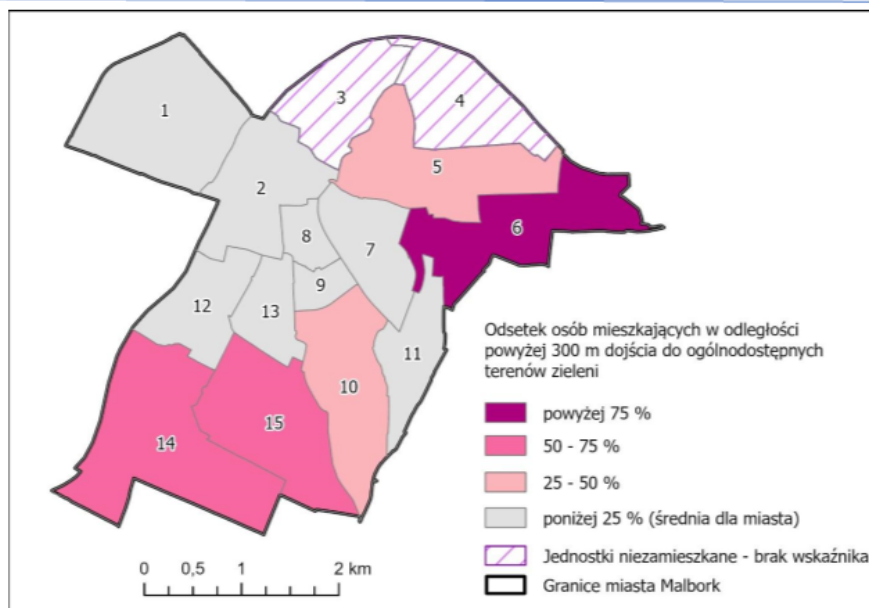 1
3
4
5
2
6
8
7
9
12
13
11
10
15
14
Odsetek osób mieszkających w odległości
powyżej 300 m dojścia do ogólnodostępnych
terenów zieleni
powyżej 75 %
50 - 75 %
25 - 50 %
poniżej 25 % (średnia dla miasta)
Jednostki niezamieszkane - brak wskaźnika
Granice miasta Malbork
0 0,5 1 2 km